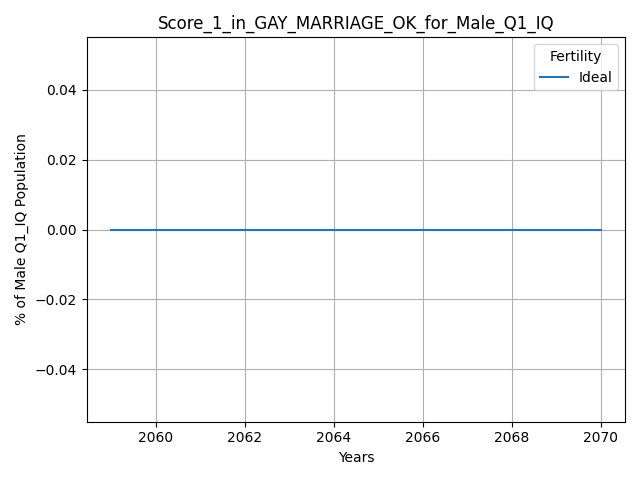 Score_1_in_GAY_MARRIAGE_OK_for_Male_Q1_IQ
Fertility
Ideal
% of Male Q1_IQ Population
0.04
0.02
0.00
−0.02
−0.04
2060 2062 2064 2066 2068 2070
Years